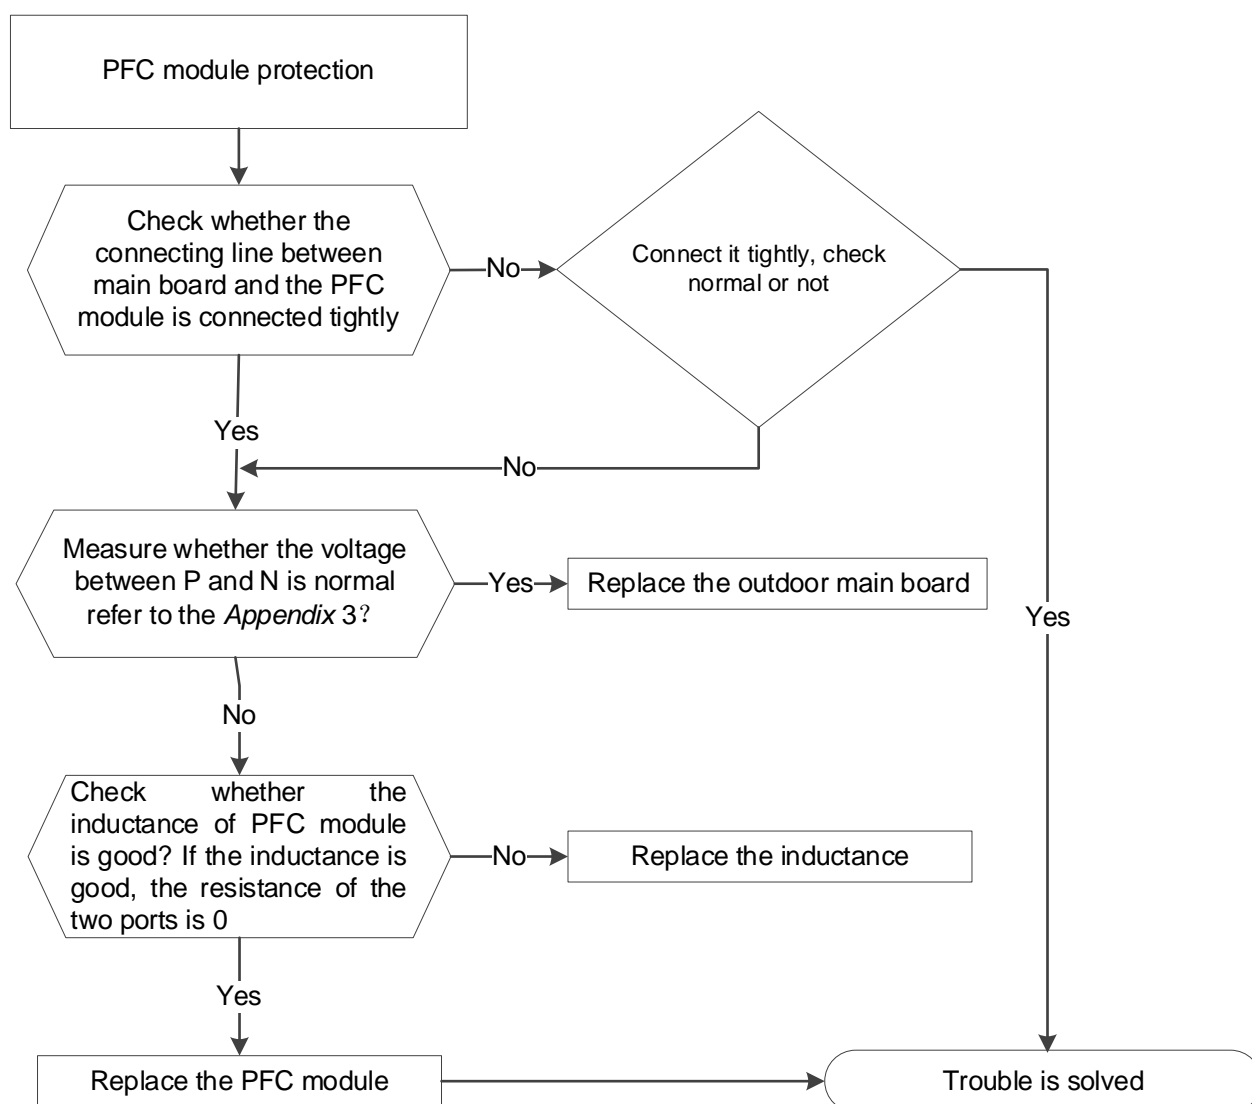 PFC module protection
Check whether the
connecting line between
main board and the PFC
module is connected tightly
No
Connect it tightly, check
normal or not
Yes
No
Measure whether the voltage
between P and N is normal
refer to the Appendix 3？
Yes
Replace the outdoor main board
Yes
No
Check whether the
inductance of PFC module
is good? If the inductance is
good, the resistance of the
two ports is 0
No
Replace the inductance
Yes
Replace the PFC module
Trouble is solved